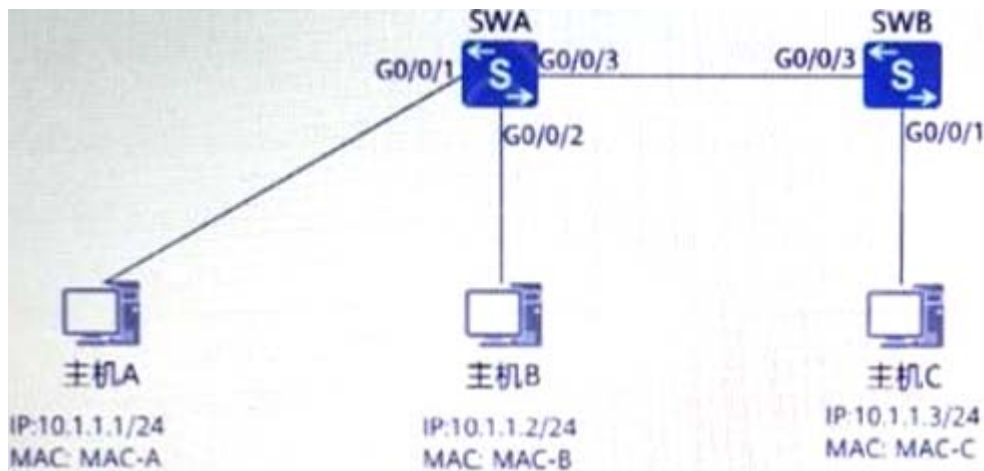 SWA
SWB
G0/0/1
G0/0/3
G0/0/3
S
S
G0/0/2
G0/0/1
主机A
主机B
主机C
IP:10.1.1.1/24
MAC: MAC-A
IP:10.1.1.2/24
MAC: MAC-B
IP:10.1.1.3/24
MAC: MAC-C